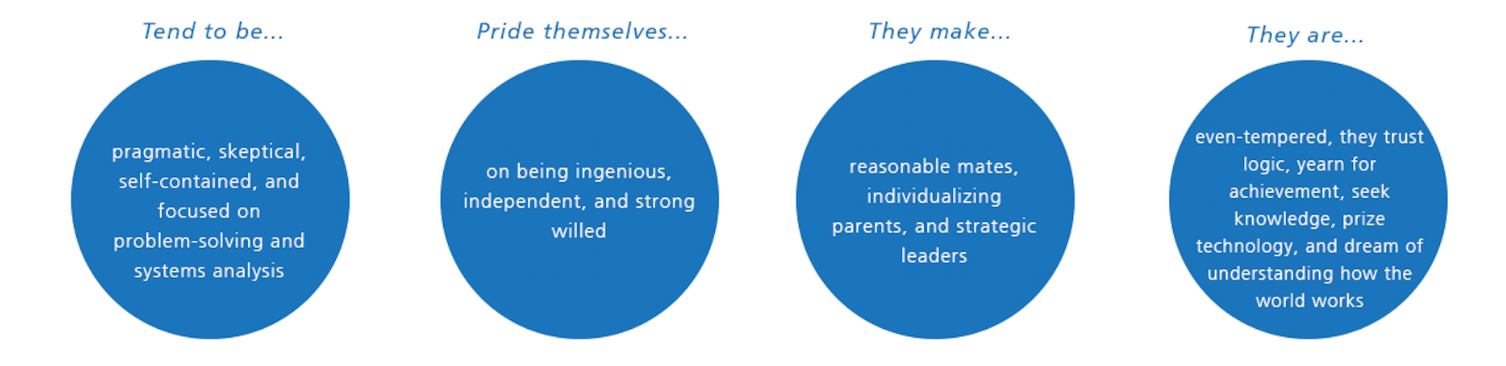 Tend to be...
pragmatic, skeptical,
self-contained, and
focused on
problem-solving and
systems analysis
Pride themselves...
on being ingenious,
independent, and strong
willed
They make...
reasonable mates,
individualizing
parents, and strategic
leaders
They are...
even-tempered, they trust
logic, yearn for
achievement, seek
knowledge, prize
technology, and dream of
understanding how the
world works